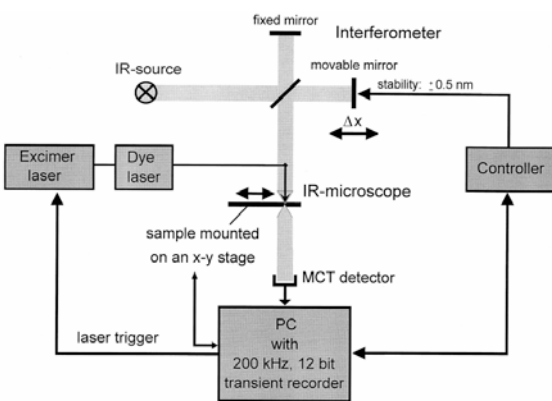 fixed mirror
Interferometer
IR-source
movable mirror
stability: ±0.5 nm
Δx
Excimer
laser
Dye
laser
Controller
IR-microscope
sample mounted
on an x-y stage
MCT detector
laser trigger
PC
with
200 kHz, 12 bit
transient recorder